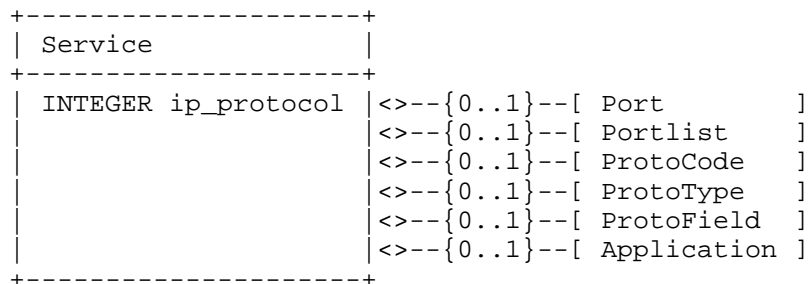 +---------------------+
| Service             |
+---------------------+
| INTEGER ip_protocol |<>--{0..1}--[ Port        ]
|                     |<>--{0..1}--[ Portlist    ]
|                     |<>--{0..1}--[ ProtoCode   ]
|                     |<>--{0..1}--[ ProtoType   ]
|                     |<>--{0..1}--[ ProtoField  ]
|                     |<>--{0..1}--[ Application ]
+---------------------+